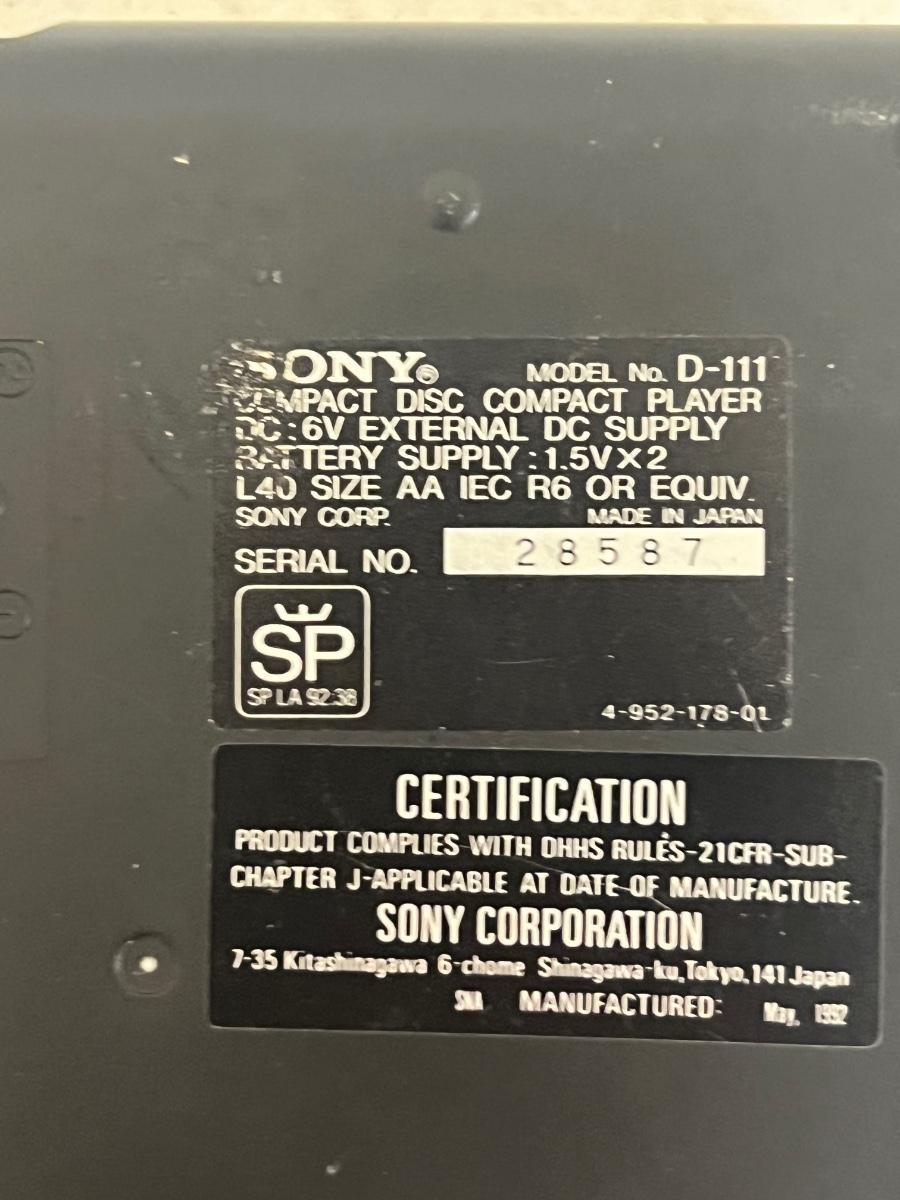 SONY®
MODEL No. D-111
COMPACT DISC COMPACT PLAYER
DC : 6V EXTERNAL DC SUPPLY
BATTERY SUPPLY : 1.5V×2
L40 SIZE AA IEC R6 OR EQUIV.
SONY CORP. MADE IN JAPAN
SERIAL NO. 28587
SP
SP LA 92:38
4-952-178-01
CERTIFICATION
PRODUCT COMPLIES WITH DHHS RULES-21CFR-SUB-
CHAPTER J-APPLICABLE AT DATE OF MANUFACTURE.
SONY CORPORATION
7-35 Kitashinagawa 6-chome Shinagawa-ku, Tokyo, 141 Japan
MANUFACTURED: May, 1992